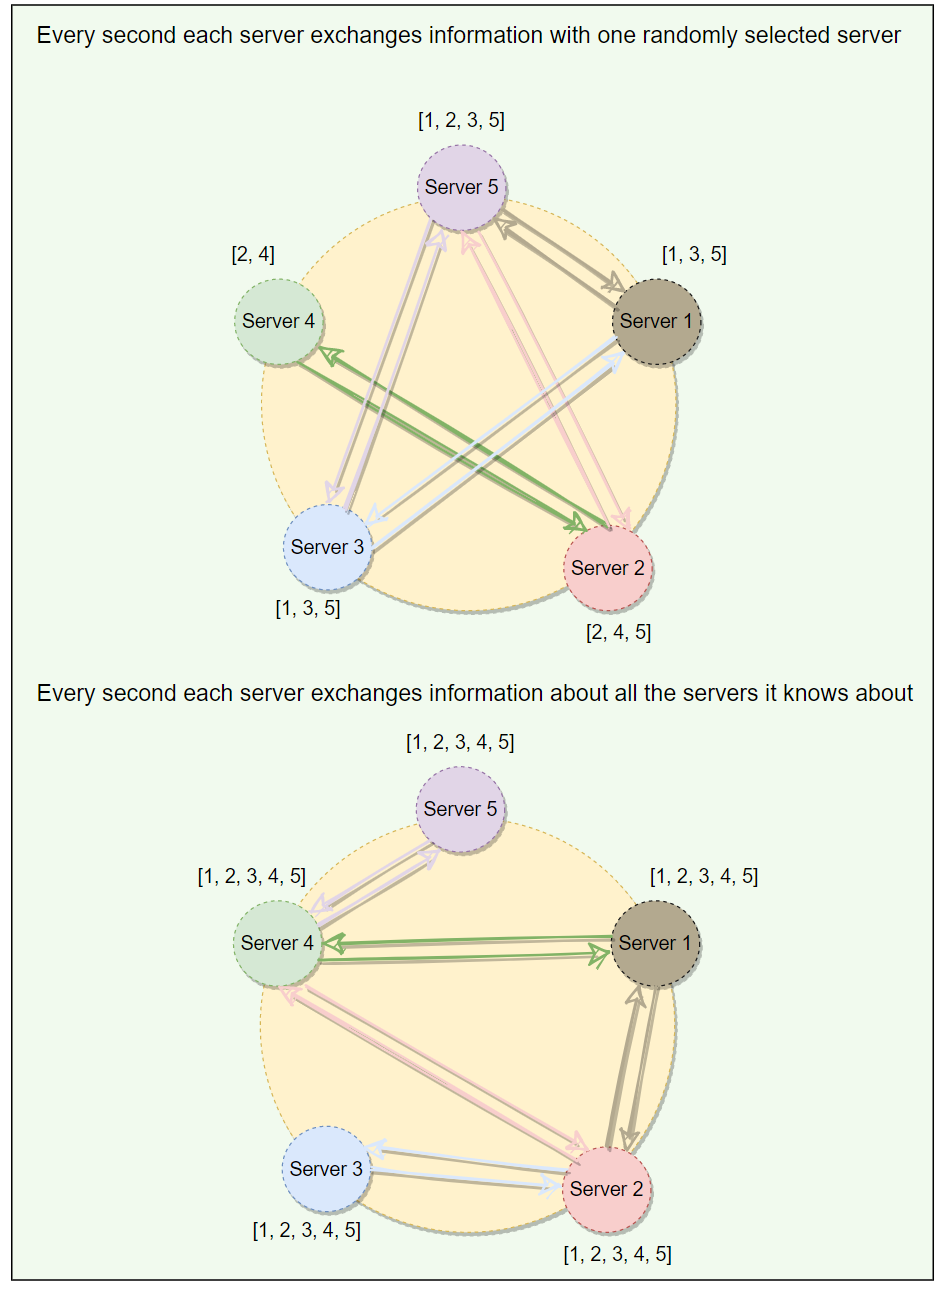 Every second each server exchanges information with one randomly selected server
[1, 2, 3, 5]
Server 5
[2, 4]
[1, 3, 5]
Server 4
Server 1
Server 3
Server 2
[1, 3, 5]
[2, 4, 5]
Every second each server exchanges information about all the servers it knows about
[1, 2, 3, 4, 5]
Server 5
[1, 2, 3, 4, 5]
[1, 2, 3, 4, 5]
Server 4
Server 1
Server 3
Server 2
[1, 2, 3, 4, 5]
[1, 2, 3, 4, 5]